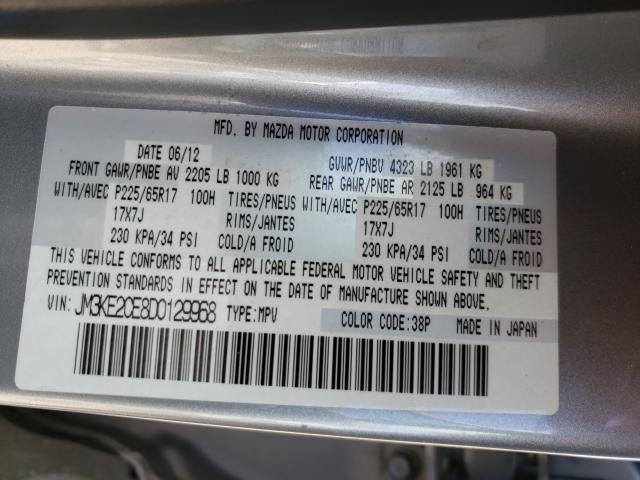 MFD. BY MAZDA MOTOR CORPORATION
DATE 06/12 GVWR/PNBV 4323 LB 1961 KG
FRONT GAWR/PNBE AV 2205 LB 1000 KG REAR GAWR/PNBE AR 2125 LB 964 KG
WITH/AVEC P225/65R17 100H TIRES/PNEUS WITH/AVEC P225/65R17 100H TIRES/PNEUS
17X7J RIMS/JANTES 17X7J RIMS/JANTES
230 KPA/34 PSI COLD/A FROID 230 KPA/34 PSI COLD/A FROID
THIS VEHICLE CONFORMS TO ALL APPLICABLE FEDERAL MOTOR VEHICLE SAFETY AND THEFT
PREVENTION STANDARDS IN EFFECT ON THE DATE OF MANUFACTURE SHOWN ABOVE.
VIN: JM3KE2CE8D0129968 TYPE:MPV COLOR CODE:38P MADE IN JAPAN